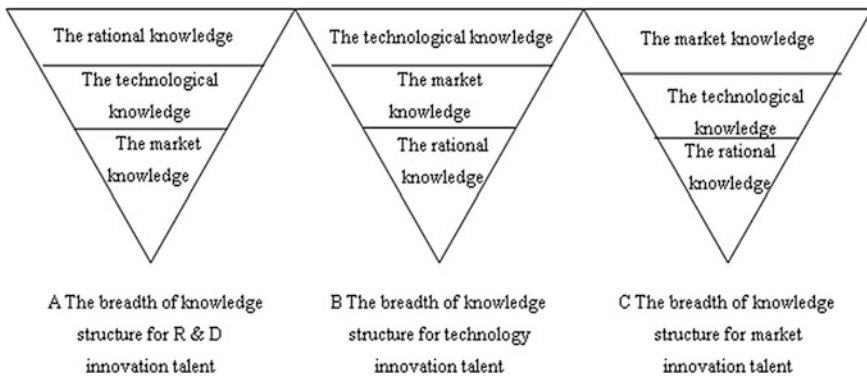 The rational knowledge
The technological
knowledge
The market
knowledge
The technological knowledge
The market
knowledge
The rational
knowledge
The market knowledge
The technological
knowledge
The rational
knowledge
A The breadth of knowledge
structure for R & D
innovation talent
B The breadth of knowledge
structure for technology
innovation talent
C The breadth of knowledge
structure for market
innovation talent